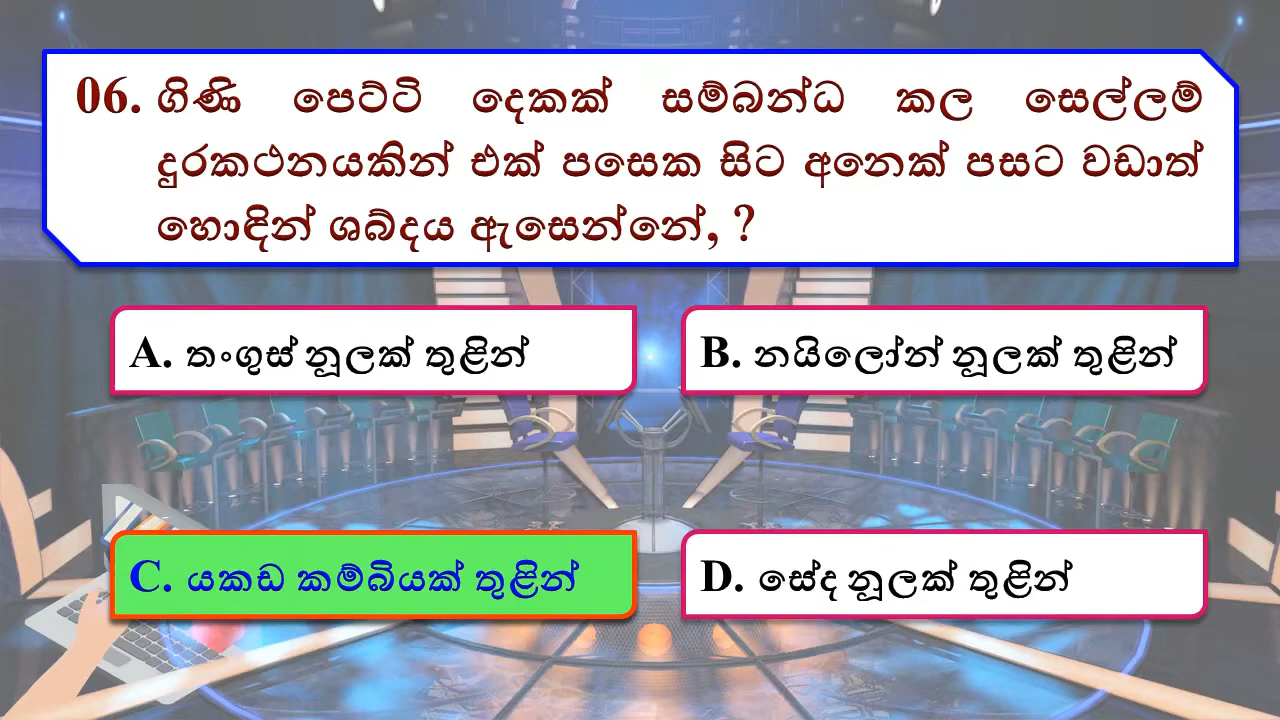 06. ගිණි පෙට්ටි දෙකක් සම්බන්ධ කල සෙල්ලම්
දුරකථනයකින් එක් පසෙක සිට අනෙක් පසට වඩාත්
හොඳින් ශබ්දය ඇසෙන්නේ, ?
A. තංගුස් නූලක් තුළින්
B. නයිලෝන් නූලක් තුළින්
C. යකඩ කම්බියක් තුළින්
D. සේද නූලක් තුළින්